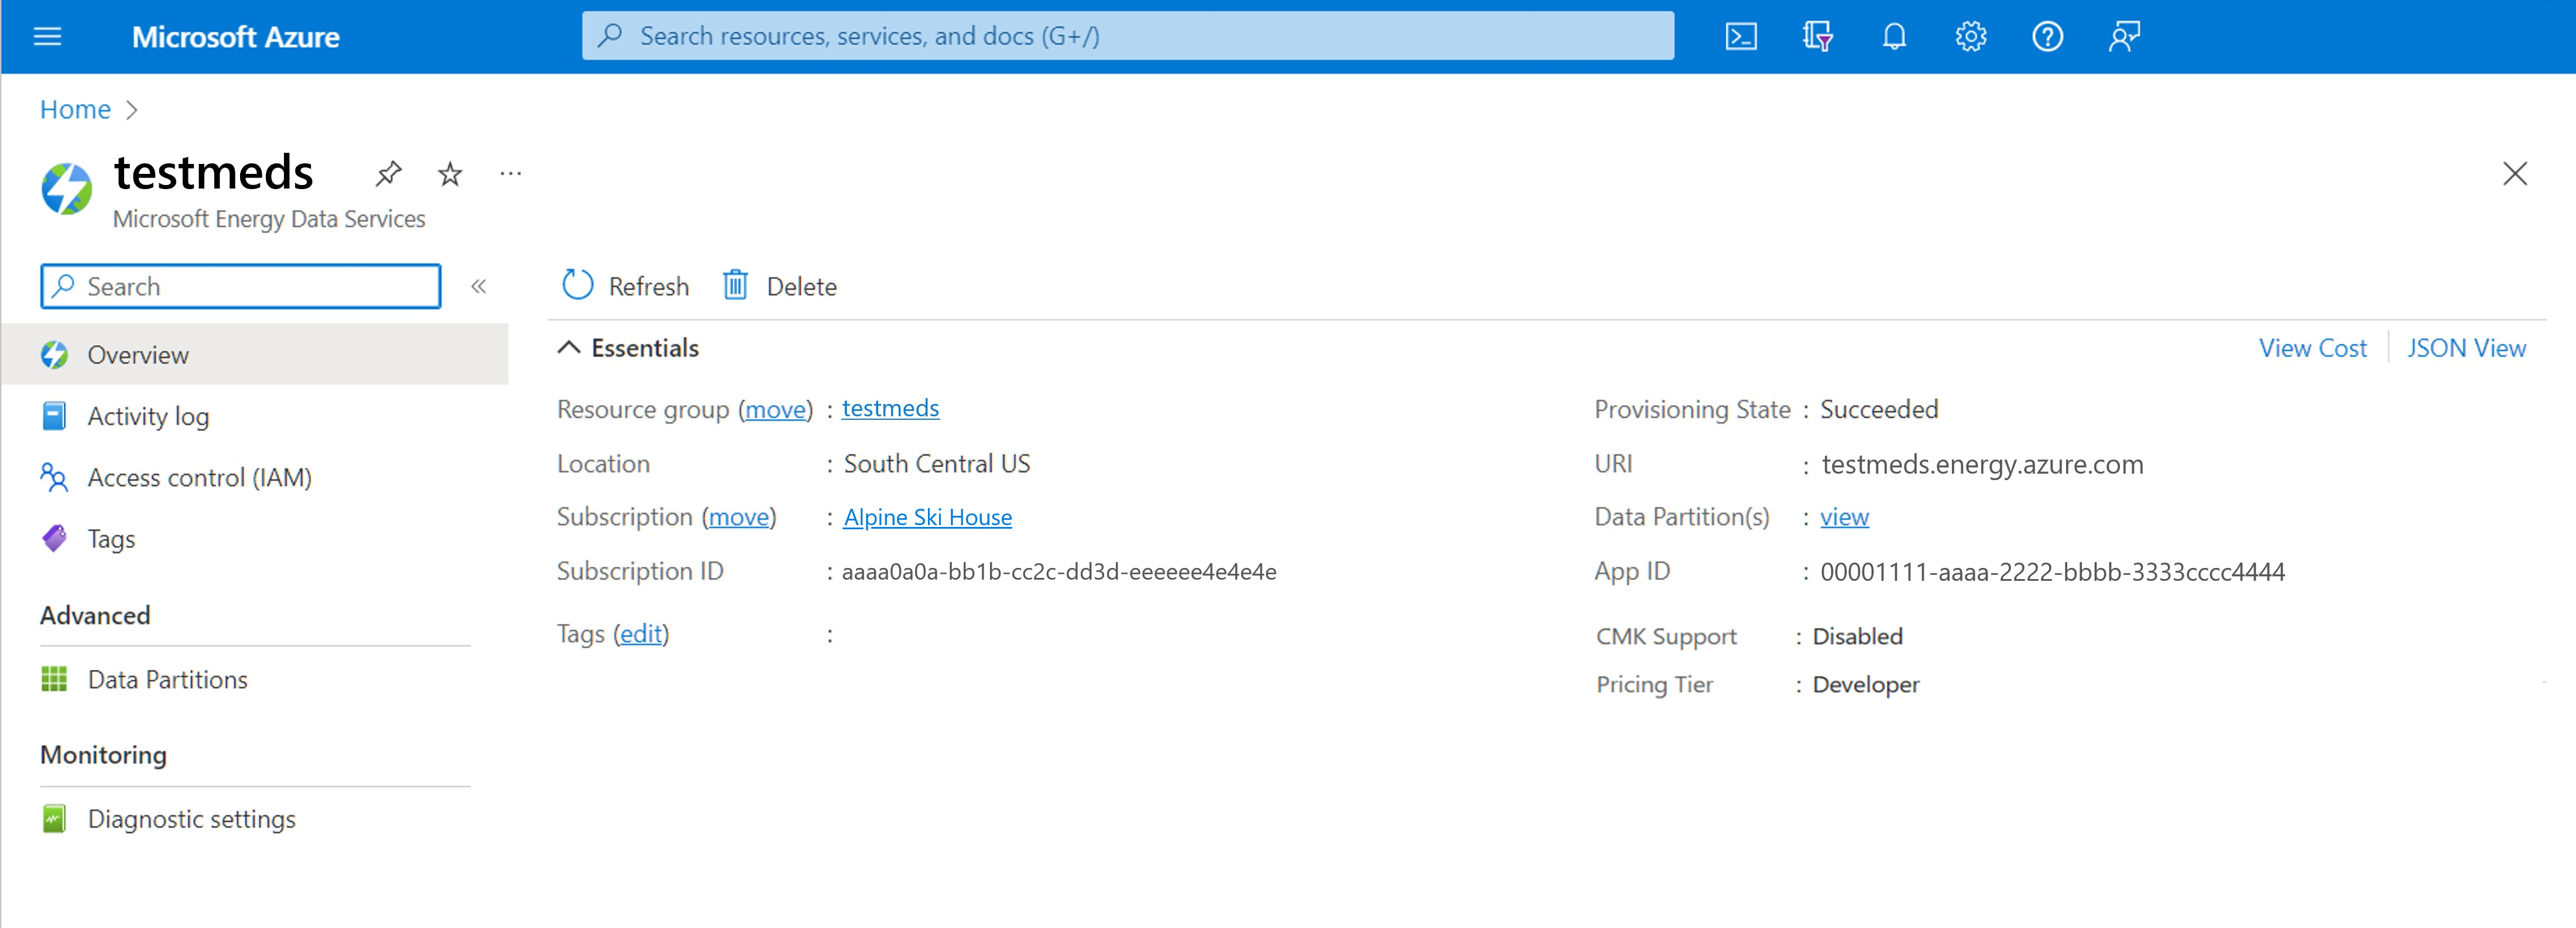 Microsoft Azure
Search resources, services, and docs (G+/)
Home >
testmeds
Microsoft Energy Data Services
Search
Refresh
Delete
Overview
Activity log
Access control (IAM)
Tags
Advanced
Data Partitions
Monitoring
Diagnostic settings
Essentials
View Cost
JSON View
Resource group (move) : testmeds
Location : South Central US
Subscription (move) : Alpine Ski House
Subscription ID : aaaa0a0a-bb1b-cc2c-dd3d-eeeeee4e4e4e
Tags (edit) :
Provisioning State : Succeeded
URI : testmeds.energy.azure.com
Data Partition(s) : view
App ID : 00001111-aaaa-2222-bbbb-3333cccc4444
CMK Support : Disabled
Pricing Tier : Developer